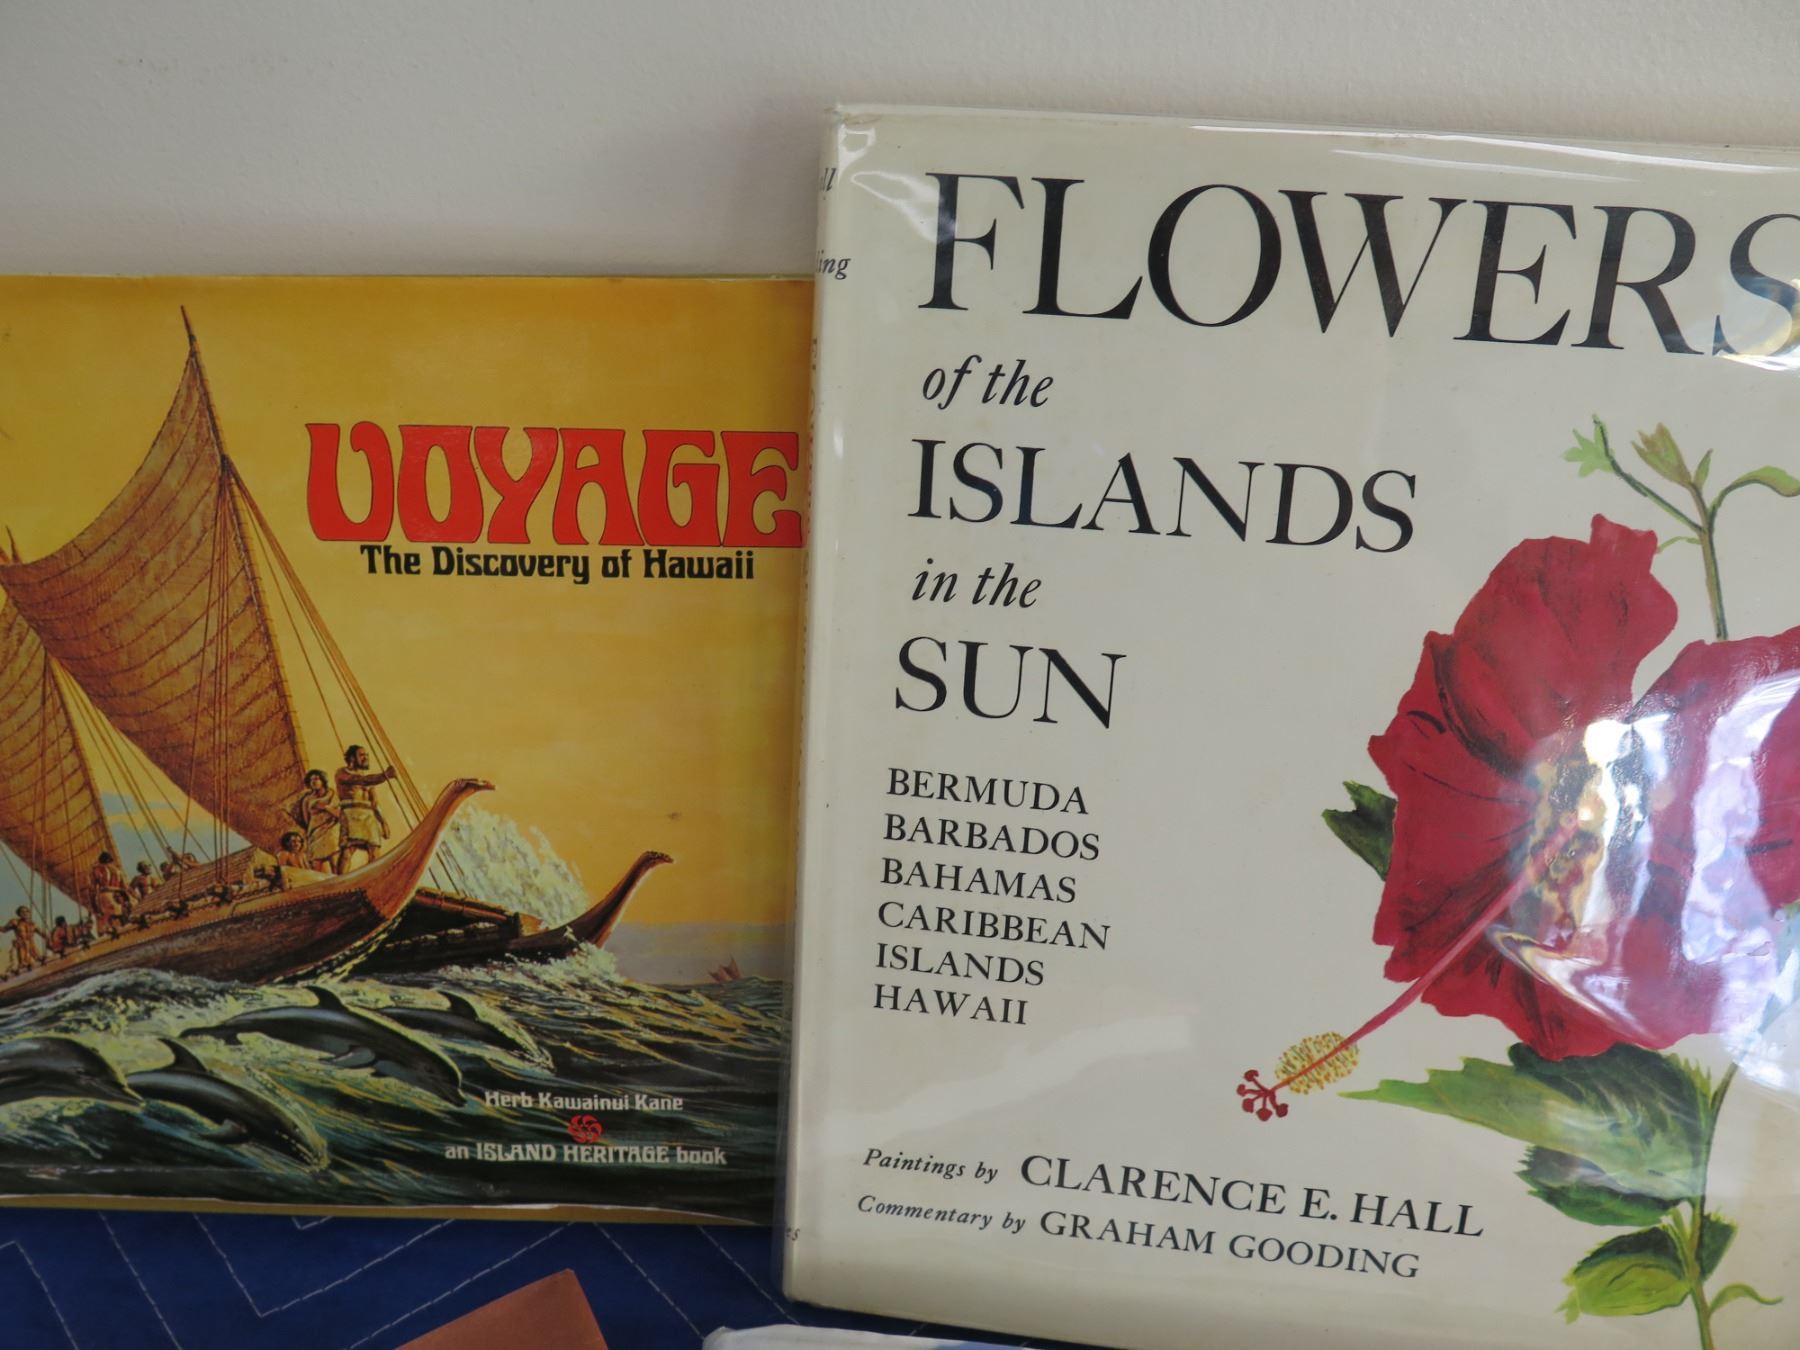 VOYAGE
The Discovery of Hawaii
Herb Kawainui Kane
an ISLAND HERITAGE book
FLOWERS
of the
ISLANDS
in the
SUN
BERMUDA
BARBADOS
BAHAMAS
CARIBBEAN
ISLANDS
HAWAII
Paintings by CLARENCE E. HALL
Commentary by GRAHAM GOODING